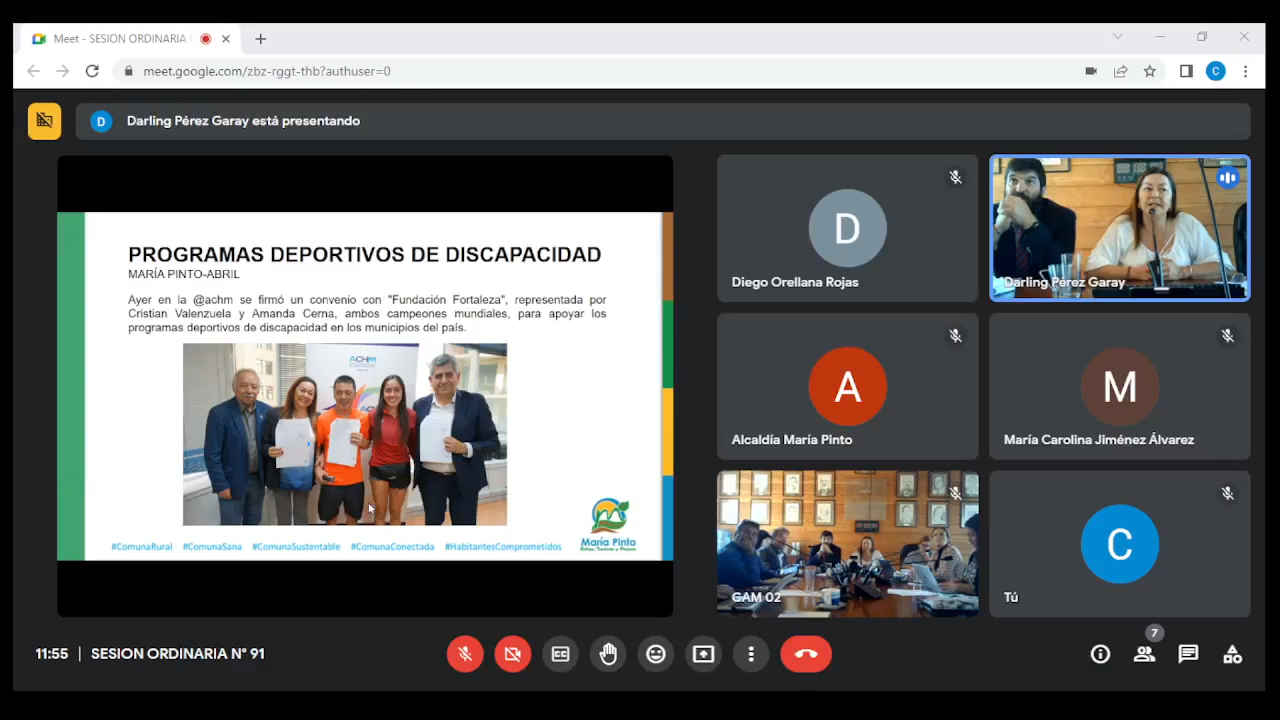 Meet - SESION ORDINARIA
meet.google.com/zbz-rggt-thb?authuser=0
C
D
Darling Pérez Garay está presentando
PROGRAMAS DEPORTIVOS DE DISCAPACIDAD
MARÍA PINTO-ABRIL
Ayer en la @achm se firmó un convenio con "Fundación Fortaleza", representada por
Cristian Valenzuela y Amanda Cerna, ambos campeones mundiales, para apoyar los
programas deportivos de discapacidad en los municipios del país.
ACHM
María Pinto
#ComunaRural #ComunaSana #ComunaSustentable #ComunaConectada #HabitantesComprometidos
D
Diego Orellana Rojas
Darling Pérez Garay
A
Alcaldía María Pinto
M
María Carolina Jiménez Álvarez
CAM 02
C
Tú
11:55 | SESION ORDINARIA N° 91
CC
7